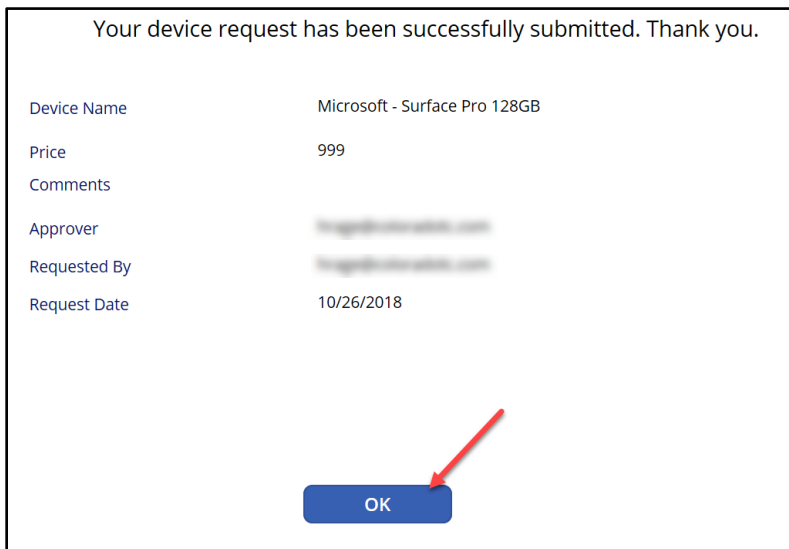 Your device request has been successfully submitted. Thank you.
Device Name Microsoft - Surface Pro 128GB
Price 999
Comments
Approver
Requested By
Request Date 10/26/2018
OK